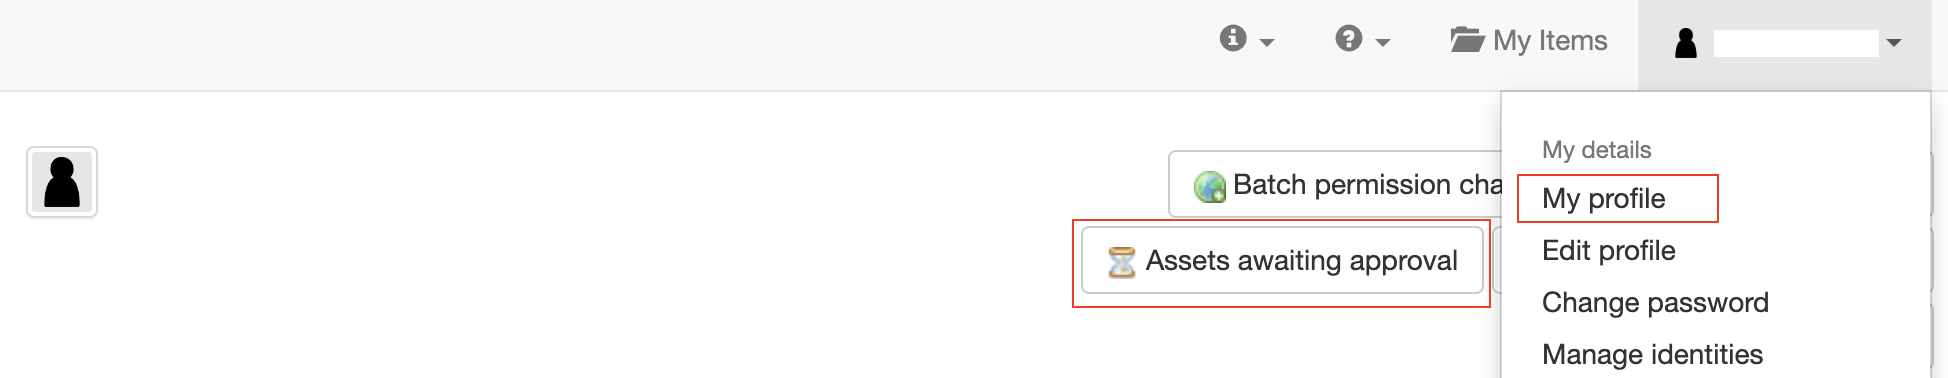 My Items
My details
Batch permission cha
My profile
Assets awaiting approval
Edit profile
Change password
Manage identities